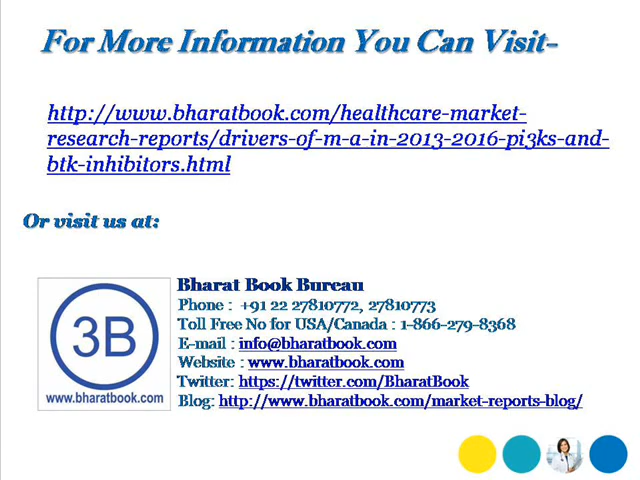 For More Information You Can Visit-
http://www.bharatbook.com/healthcare-market-
research-reports/drivers-of-m-a-in-2013-2016-pi3ks-and-
btk-inhibitors.html
Or visit us at:
3B
www.bharatbook.com
Bharat Book Bureau
Phone : +91 22 27810772, 27810773
Toll Free No for USA/Canada : 1-866-279-8368
E-mail : info@bharatbook.com
Website : www.bharatbook.com
Twitter: https://twitter.com/BharatBook
Blog: http://www.bharatbook.com/market-reports-blog/